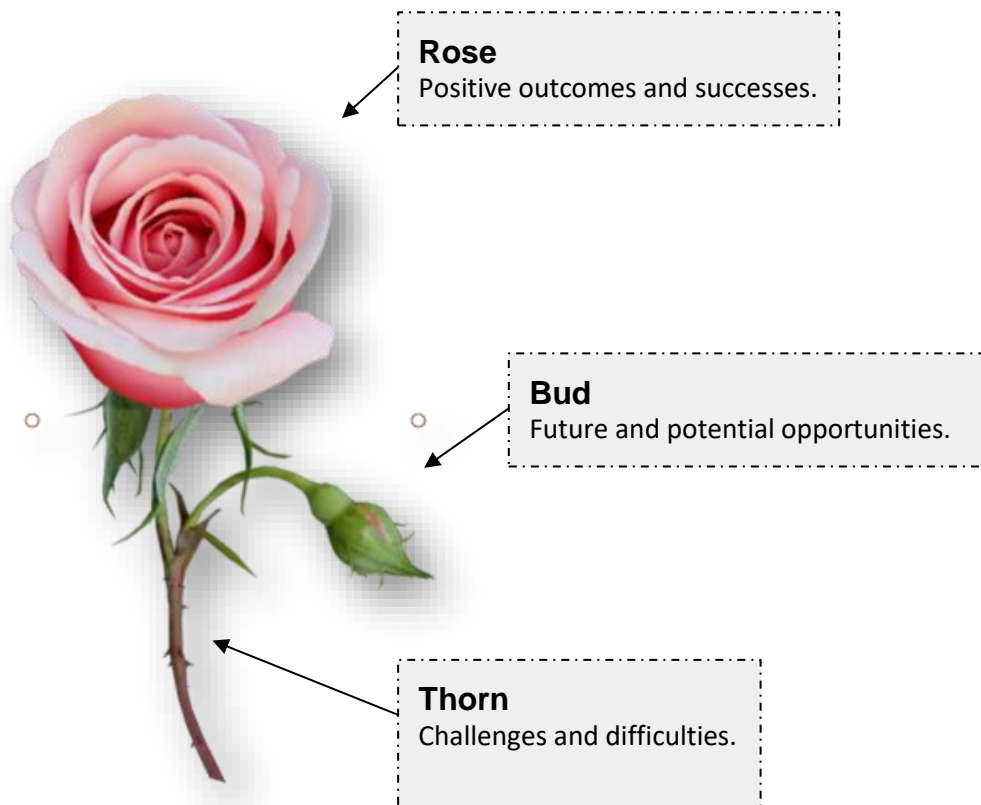 Rose
Positive outcomes and successes.
Bud
Future and potential opportunities.
Thorn
Challenges and difficulties.